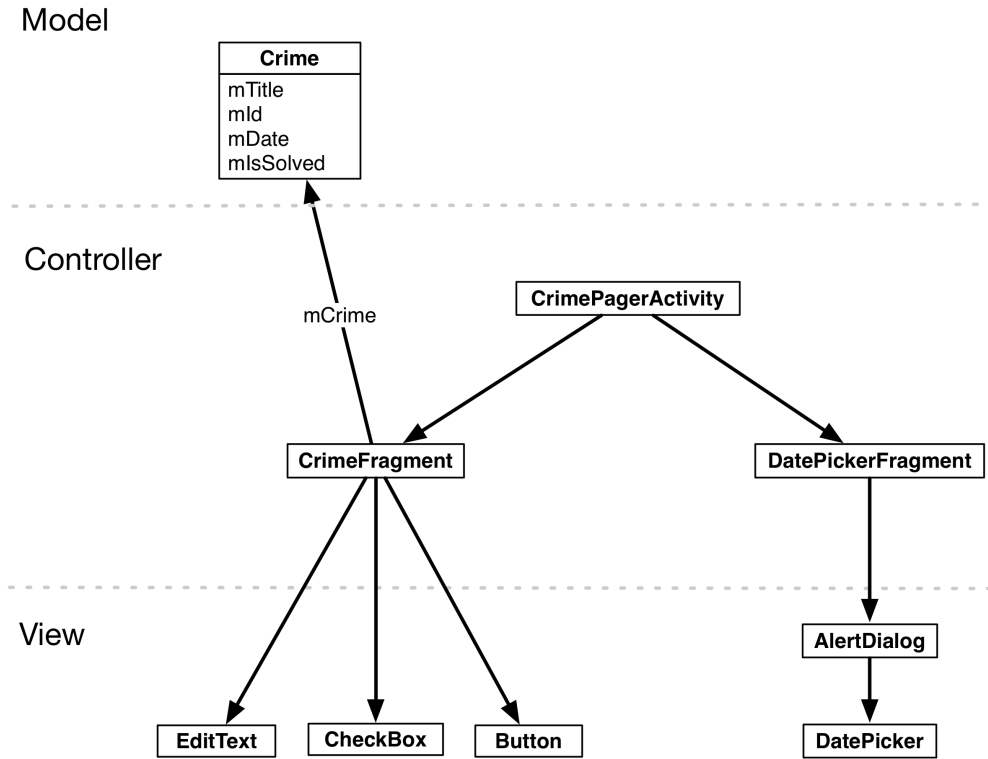 Model
Crime
mTitle
mId
mDate
mIsSolved
Controller
CrimePagerActivity
mCrime
CrimeFragment
DatePickerFragment
View
AlertDialog
EditText
CheckBox
Button
DatePicker